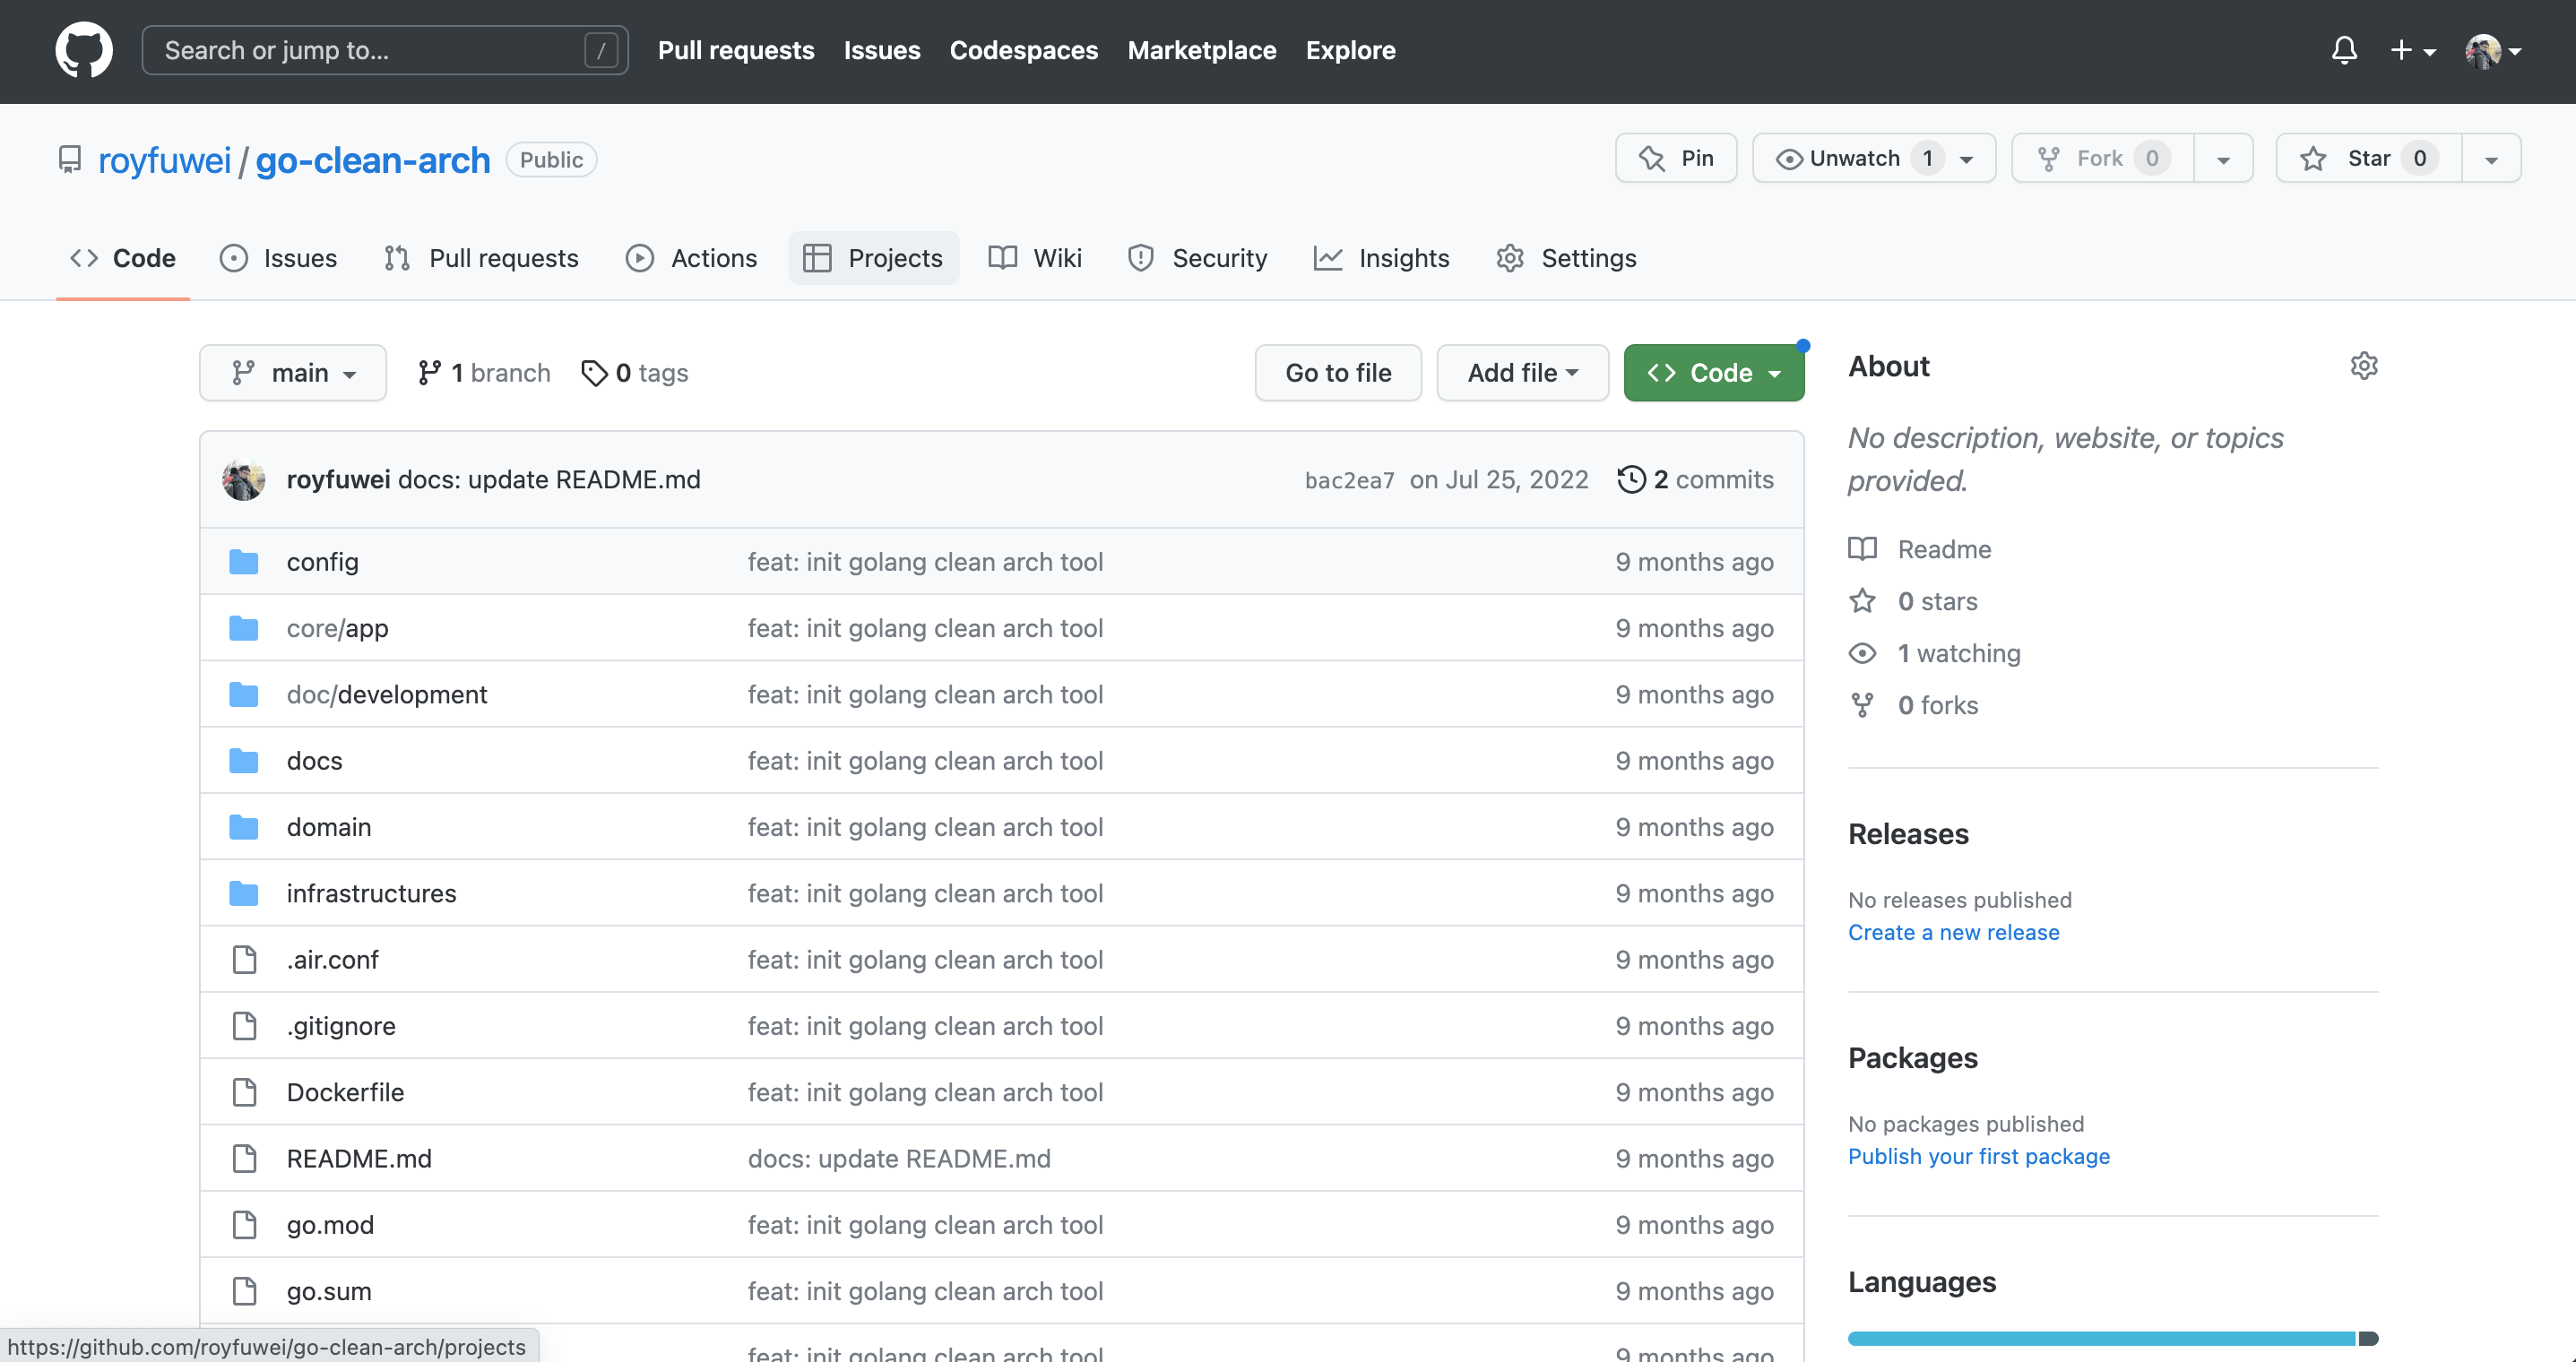 Search or jump to... /
Pull requests Issues Codespaces Marketplace Explore
royfuwei / go-clean-arch Public
Pin Unwatch 1 Fork 0 Star 0
Code Issues Pull requests Actions Projects Wiki Security Insights Settings
main 1 branch 0 tags Go to file Add file Code
royfuwei docs: update README.md bac2ea7 on Jul 25, 2022 2 commits
config feat: init golang clean arch tool 9 months ago
core/app feat: init golang clean arch tool 9 months ago
doc/development feat: init golang clean arch tool 9 months ago
docs feat: init golang clean arch tool 9 months ago
domain feat: init golang clean arch tool 9 months ago
infrastructures feat: init golang clean arch tool 9 months ago
.air.conf feat: init golang clean arch tool 9 months ago
.gitignore feat: init golang clean arch tool 9 months ago
Dockerfile feat: init golang clean arch tool 9 months ago
README.md docs: update README.md 9 months ago
go.mod feat: init golang clean arch tool 9 months ago
go.sum feat: init golang clean arch tool 9 months ago
feat: init golang clean arch tool 9 months ago
https://github.com/royfuwei/go-clean-arch/projects
About
No description, website, or topics
provided.
Readme
0 stars
1 watching
0 forks
Releases
No releases published
Create a new release
Packages
No packages published
Publish your first package
Languages